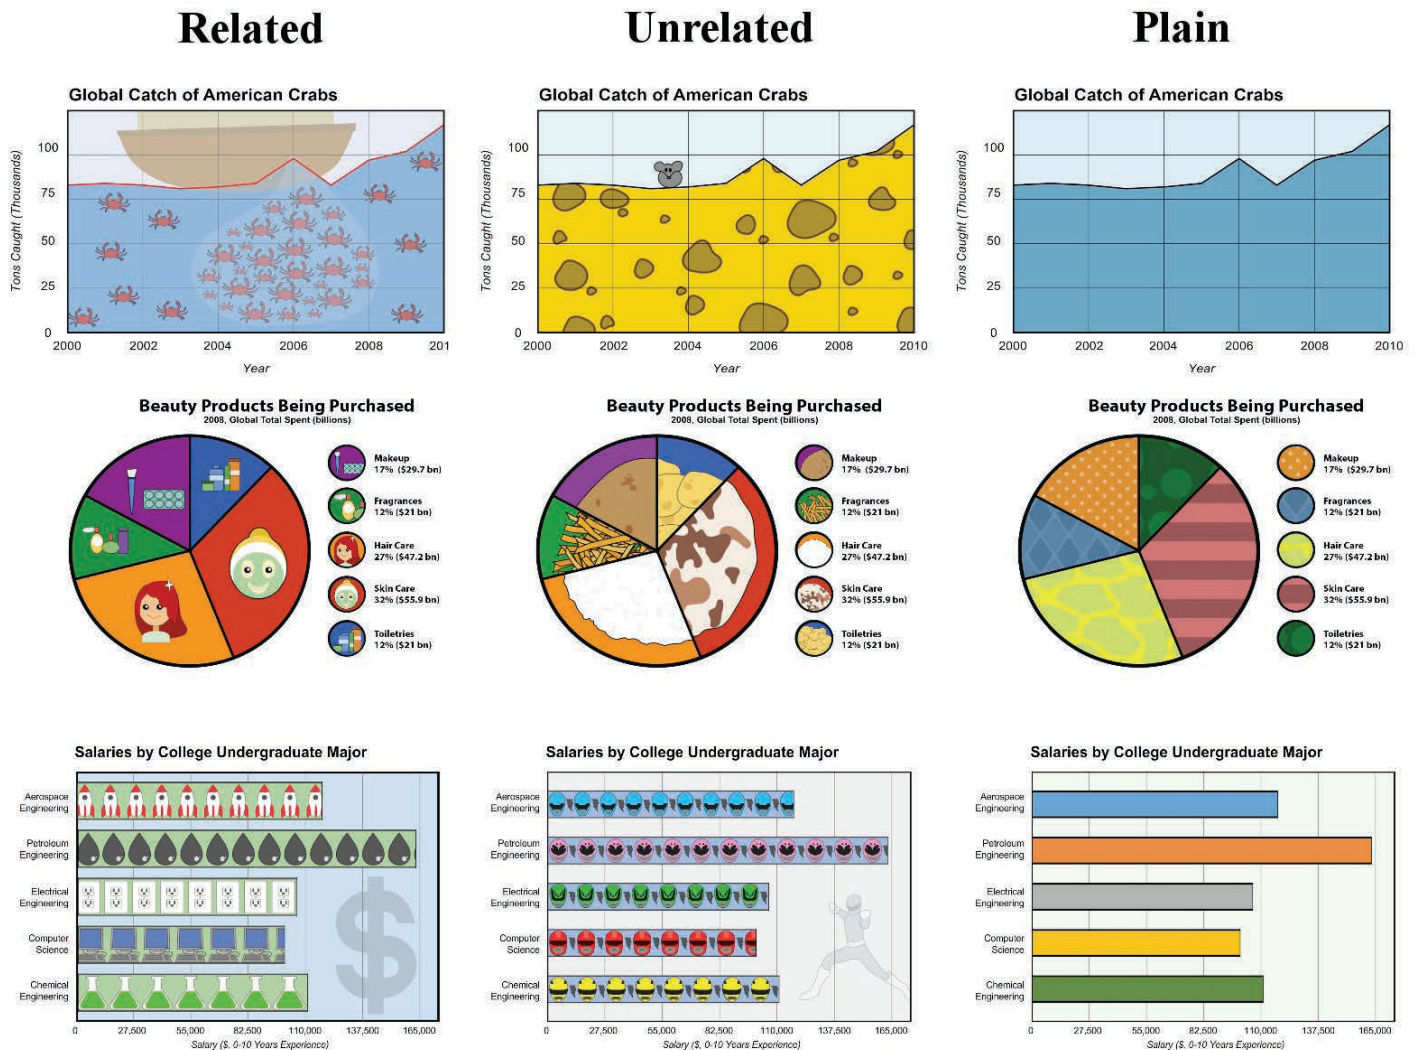 Related
Unrelated
Plain
Global Catch of American Crabs
Tons Caught (Thousands)
100
75
50
25
0
2000
2002
2004
2006
2008
201
Year
Global Catch of American Crabs
Tons Caught (Thousands)
100
75
50
25
0
2000
2002
2004
2006
2008
2010
Year
Global Catch of American Crabs
Tons Caught (Thousands)
100
75
50
25
0
2000
2002
2004
2006
2008
2010
Year
Beauty Products Being Purchased
2008, Global Total Spent (billions)
Makeup
17% ($29.7 bn)
Fragrances
12% ($21 bn)
Hair Care
27% ($47.2 bn)
Skin Care
32% ($55.9 bn)
Toiletries
12% ($21 bn)
Beauty Products Being Purchased
2008, Global Total Spent (billions)
Makeup
17% ($29.7 bn)
Fragrances
12% ($21 bn)
Hair Care
27% ($47.2 bn)
Skin Care
32% ($55.9 bn)
Toiletries
12% ($21 bn)
Beauty Products Being Purchased
2008, Global Total Spent (billions)
Makeup
17% ($29.7 bn)
Fragrances
12% ($21 bn)
Hair Care
27% ($47.2 bn)
Skin Care
32% ($55.9 bn)
Toiletries
12% ($21 bn)
Salaries by College Undergraduate Major
Aerospace
Engineering
Petroleum
Engineering
Electrical
Engineering
Computer
Science
Chemical
Engineering
$
0
27,500
55,000
82,500
110,000
137,500
165,000
Salary ($, 0-10 Years Experience)
Salaries by College Undergraduate Major
Aerospace
Engineering
Petroleum
Engineering
Electrical
Engineering
Computer
Science
Chemical
Engineering
0
27,500
55,000
82,500
110,000
137,500
165,000
Salary ($, 0-10 Years Experience)
Salaries by College Undergraduate Major
Aerospace
Engineering
Petroleum
Engineering
Electrical
Engineering
Computer
Science
Chemical
Engineering
0
27,500
55,000
82,500
110,000
137,500
165,000
Salary ($, 0-10 Years Experience)